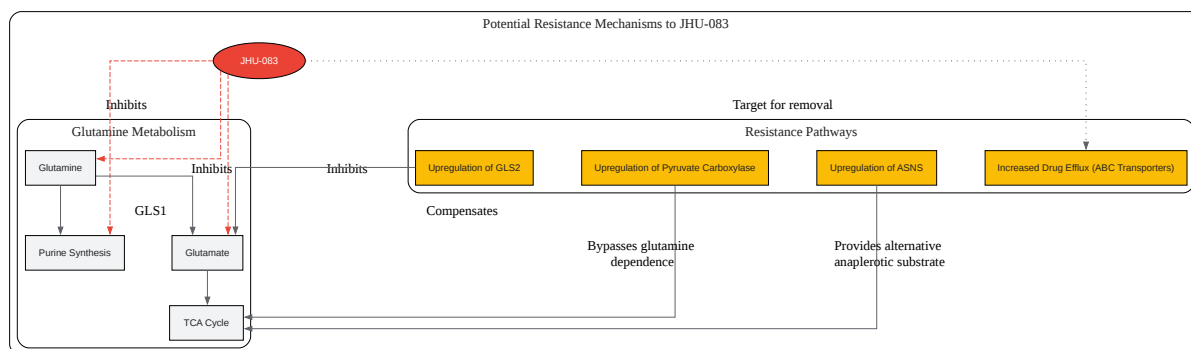 Potential Resistance Mechanisms to JHU-083
JHU-083
Inhibits
Target for removal
Glutamine Metabolism
Resistance Pathways
Glutamine
Inhibits
Inhibits
Upregulation of GLS2
Upregulation of Pyruvate Carboxylase
Upregulation of ASNS
Increased Drug Efflux (ABC Transporters)
GLS1
Compensates
Purine Synthesis
Glutamate
Bypasses glutamine
dependence
Provides alternative
anaplerotic substrate
TCA Cycle